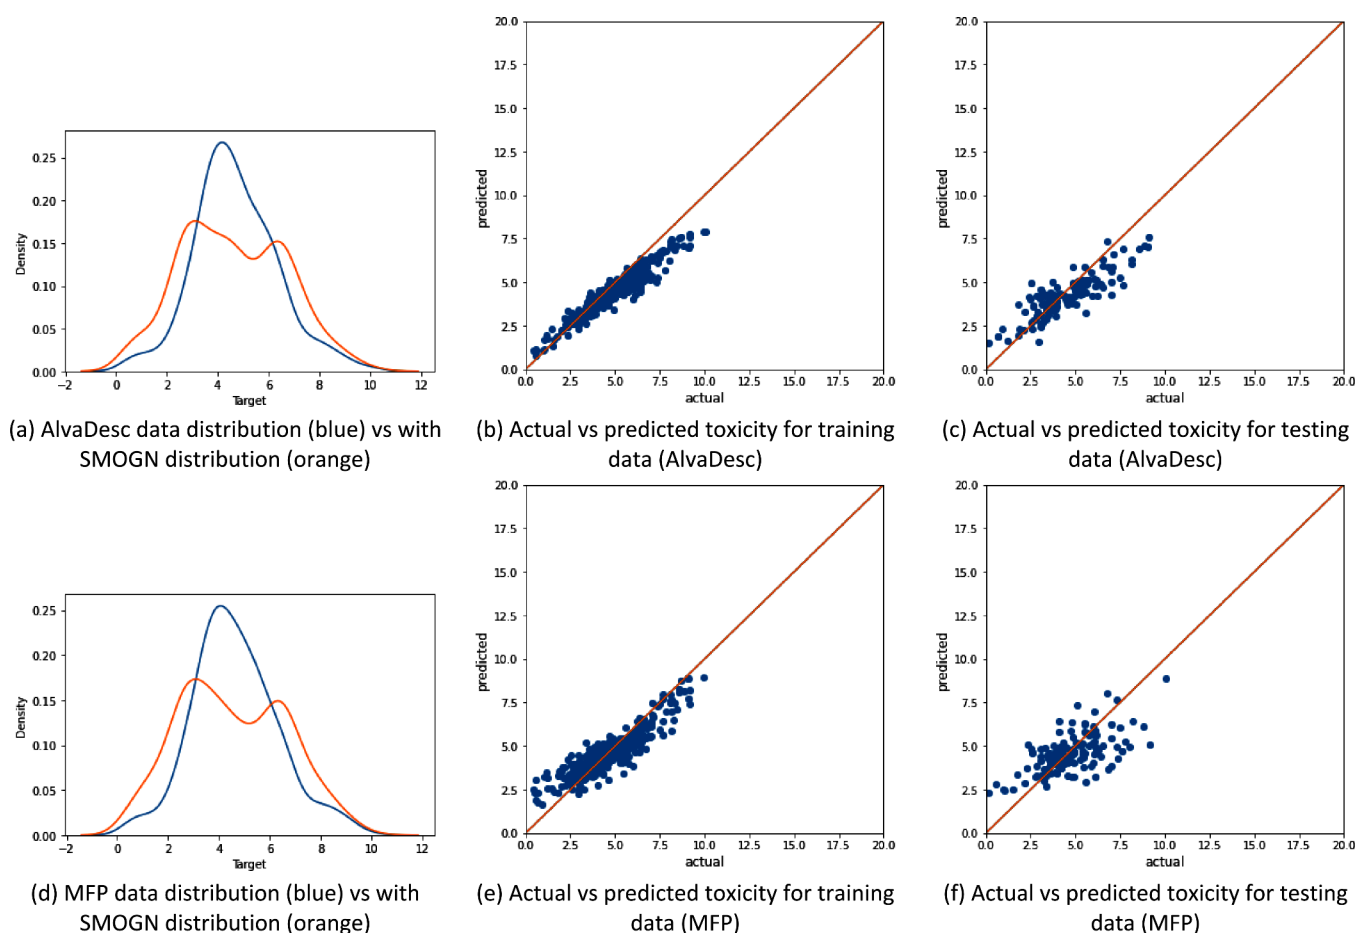 0.25
0.20
0.15
0.10
0.05
0.00
Density
−2 0 2 4 6 8 10 12
Target
(a) AlvaDesc data distribution (blue) vs with
SMOGN distribution (orange)
20.0
17.5
15.0
12.5
10.0
7.5
5.0
2.5
0.0
predicted
0.0 2.5 5.0 7.5 10.0 12.5 15.0 17.5 20.0
actual
(b) Actual vs predicted toxicity for training
data (AlvaDesc)
20.0
17.5
15.0
12.5
10.0
7.5
5.0
2.5
0.0
predicted
0.0 2.5 5.0 7.5 10.0 12.5 15.0 17.5 20.0
actual
(c) Actual vs predicted toxicity for testing
data (AlvaDesc)
0.25
0.20
0.15
0.10
0.05
0.00
Density
−2 0 2 4 6 8 10 12
Target
(d) MFP data distribution (blue) vs with
SMOGN distribution (orange)
20.0
17.5
15.0
12.5
10.0
7.5
5.0
2.5
0.0
predicted
0.0 2.5 5.0 7.5 10.0 12.5 15.0 17.5 20.0
actual
(e) Actual vs predicted toxicity for training
data (MFP)
20.0
17.5
15.0
12.5
10.0
7.5
5.0
2.5
0.0
predicted
0.0 2.5 5.0 7.5 10.0 12.5 15.0 17.5 20.0
actual
(f) Actual vs predicted toxicity for testing
data (MFP)